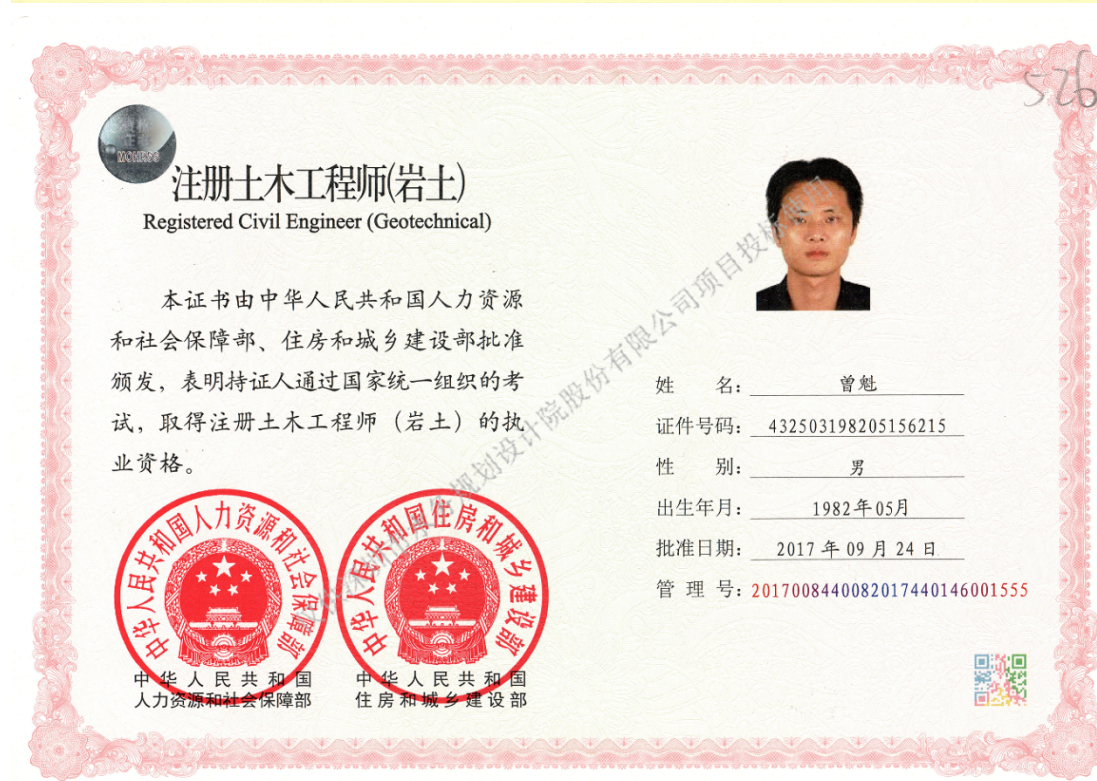 526
MOHRSS
注册土木工程师(岩土)
Registered Civil Engineer (Geotechnical)
本证书由中华人民共和国人力资源
和社会保障部、住房和城乡建设部批准
颁发，表明持证人通过国家统一组织的考
试，取得注册土木工程师（岩土）的执
业资格。
中华人民共和国人力资源和社会保障部
中华人民共和国住房和城乡建设部
中华人民共和国
人力资源和社会保障部
中华人民共和国
住房和城乡建设部
姓 名：曾魁
证件号码：432503198205156215
性 别：男
出生年月：1982年05月
批准日期：2017年09月24日
管 理 号：2017008440082017440146001555
规划设计院股份有限公司项目投标